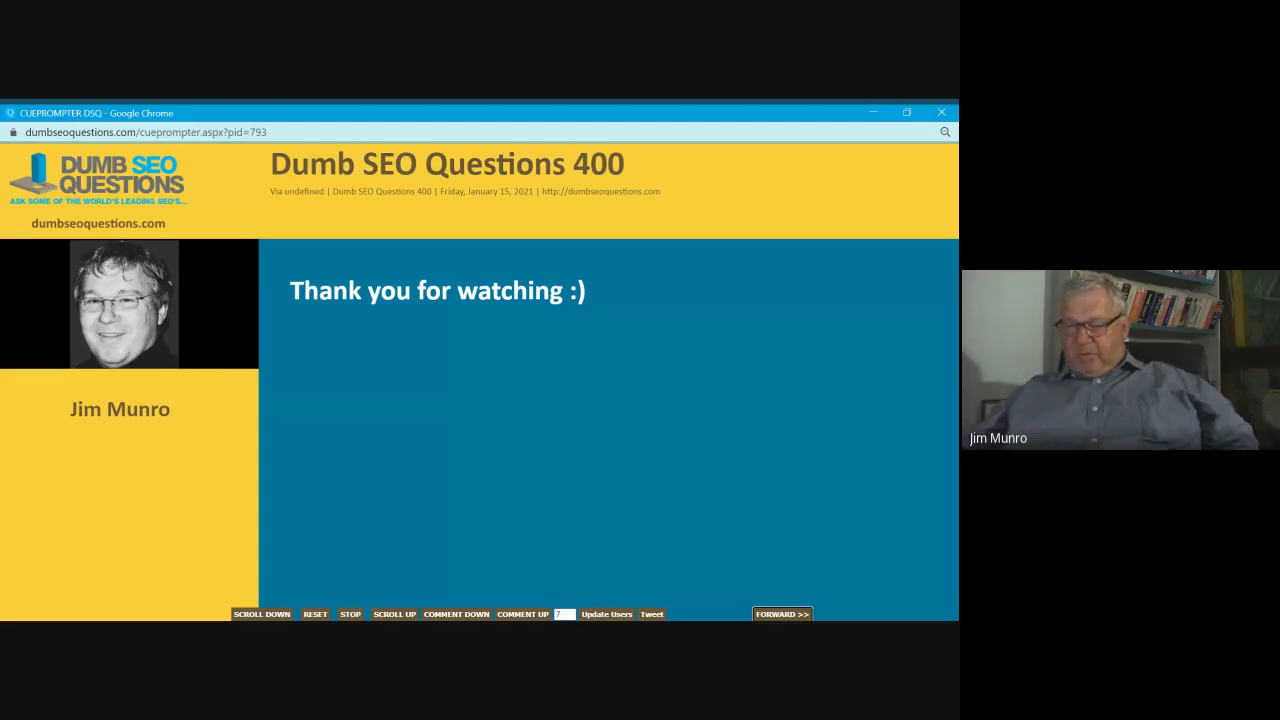 CUEPROMPTER DSQ - Google Chrome
dumbseoquestions.com/cueprompter.aspx?pid=793
DUMB SEO
QUESTIONS
ASK SOME OF THE WORLD'S LEADING SEO'S...
dumbseoquestions.com
Dumb SEO Questions 400
Via undefined | Dumb SEO Questions 400 | Friday, January 15, 2021 | http://dumbseoquestions.com
Thank you for watching :)
Jim Munro
Jim Munro
SCROLL DOWN RESET STOP SCROLL UP COMMENT DOWN COMMENT UP 7 Update Users Tweet FORWARD >>